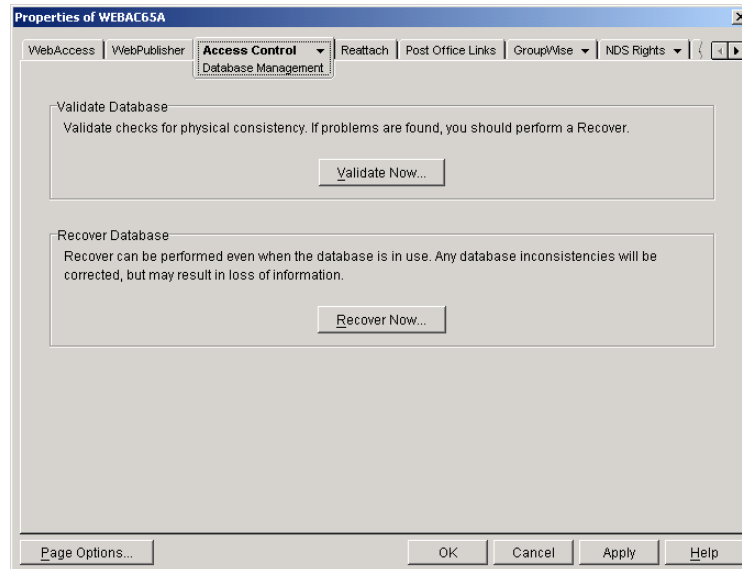 Properties of WEBAC65A
WebAccess WebPublisher Access Control Reattach Post Office Links GroupWise NDS Rights
Database Management
Validate Database
Validate checks for physical consistency. If problems are found, you should perform a Recover.
Validate Now...
Recover Database
Recover can be performed even when the database is in use. Any database inconsistencies will be
corrected, but may result in loss of information.
Recover Now...
Page Options... OK Cancel Apply Help